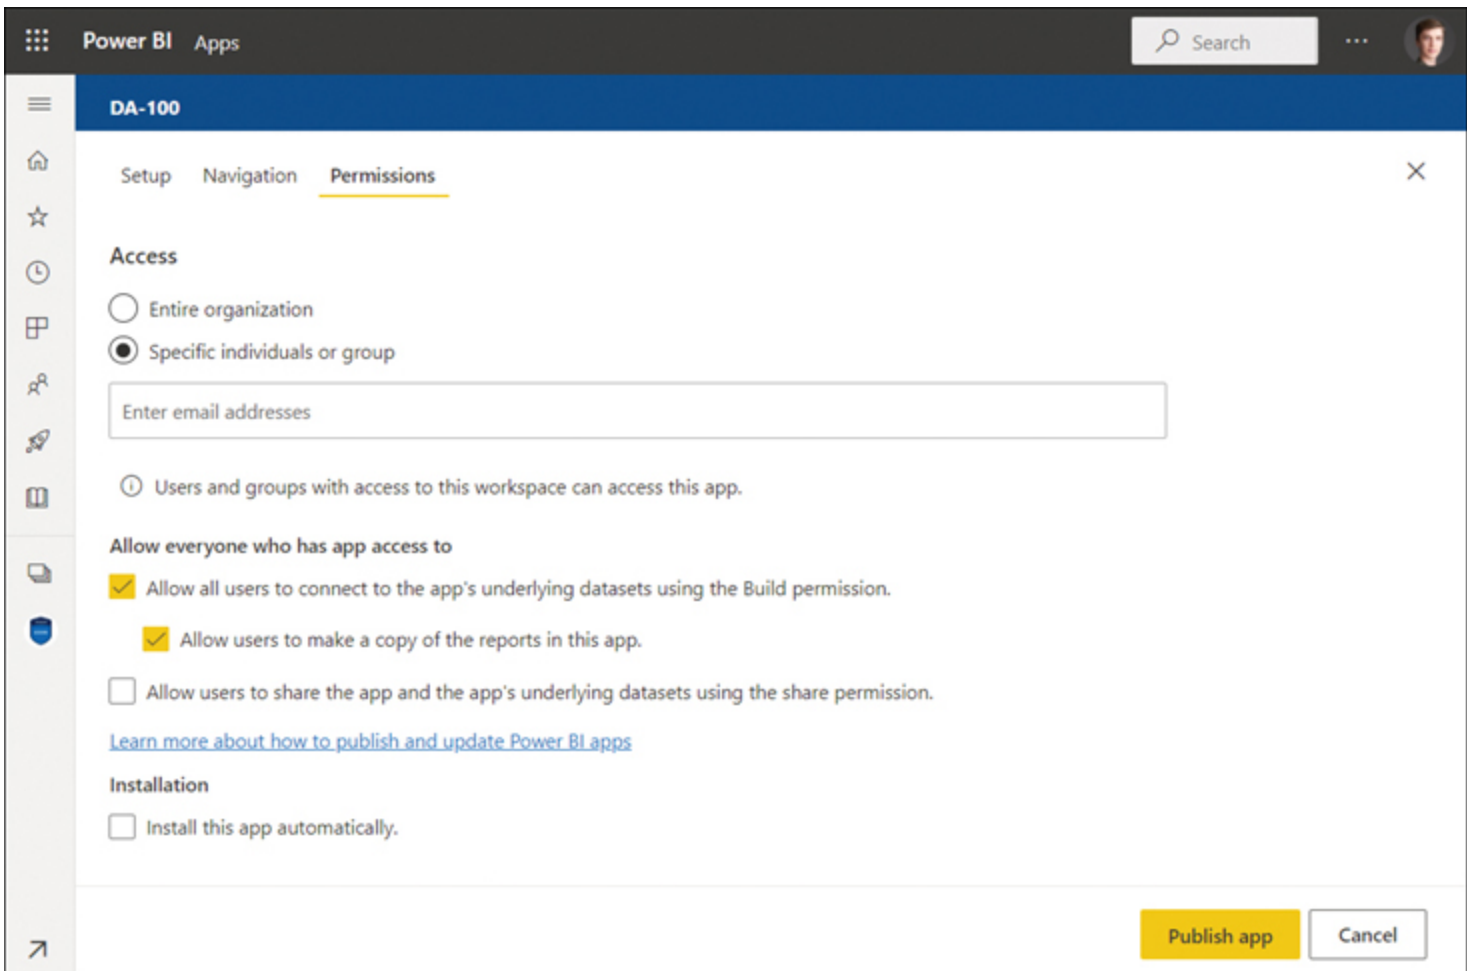 Power BI Apps Search
DA-100
Setup Navigation Permissions
Access
Entire organization
Specific individuals or group
Enter email addresses
Users and groups with access to this workspace can access this app.
Allow everyone who has app access to
Allow all users to connect to the app's underlying datasets using the Build permission.
Allow users to make a copy of the reports in this app.
Allow users to share the app and the app's underlying datasets using the share permission.
Learn more about how to publish and update Power BI apps
Installation
Install this app automatically.
Publish app Cancel